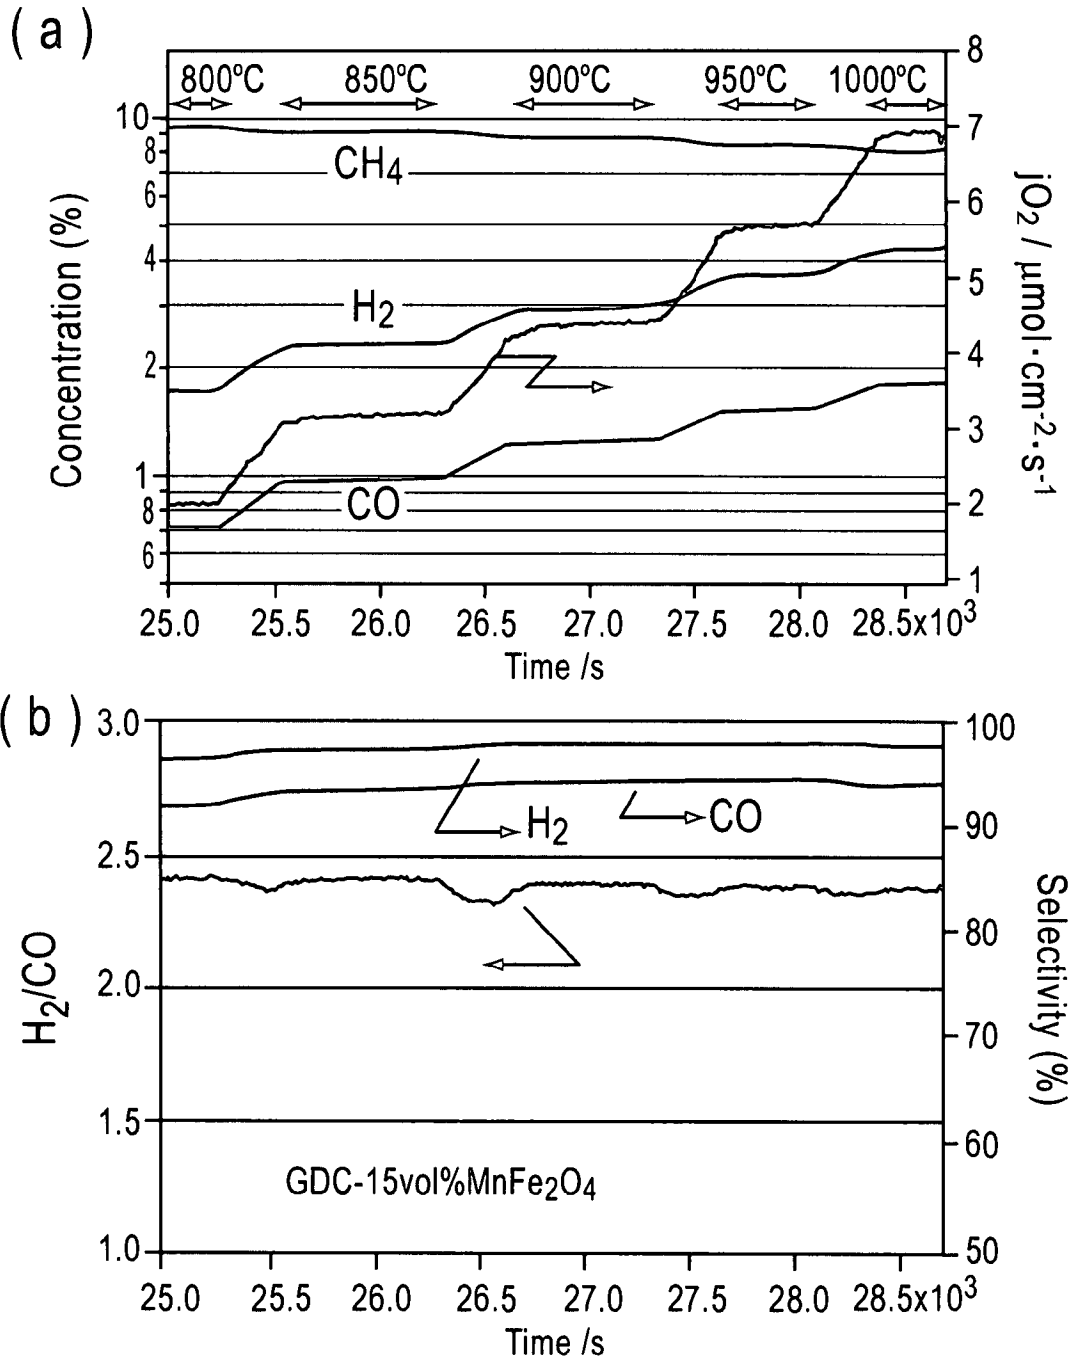 (a)
800ºC 850ºC 900ºC 950ºC 1000ºC
8
7
6
5
4
3
2
1
10
8
6
4
2
1
8
6
Concentration (%)
jO2 / μmol·cm-2·s-1
CH4
H2
CO
25.0 25.5 26.0 26.5 27.0 27.5 28.0 28.5x103
Time /s
(b)
3.0
2.5
2.0
1.5
1.0
100
90
80
70
60
50
H2/CO
Selectivity (%)
H2
CO
GDC-15vol%MnFe2O4
25.0 25.5 26.0 26.5 27.0 27.5 28.0 28.5x103
Time /s